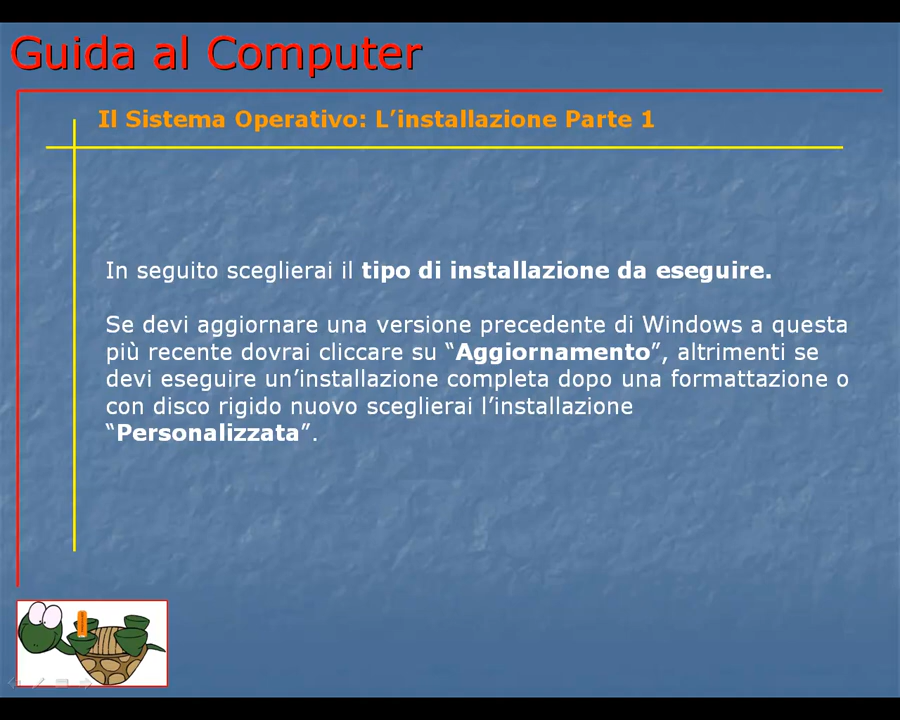 Guida al Computer
Il Sistema Operativo: L’installazione Parte 1
In seguito sceglierai il tipo di installazione da eseguire.
Se devi aggiornare una versione precedente di Windows a questa
più recente dovrai cliccare su “Aggiornamento”, altrimenti se
devi eseguire un’installazione completa dopo una formattazione o
con disco rigido nuovo sceglierai l’installazione
“Personalizzata”.